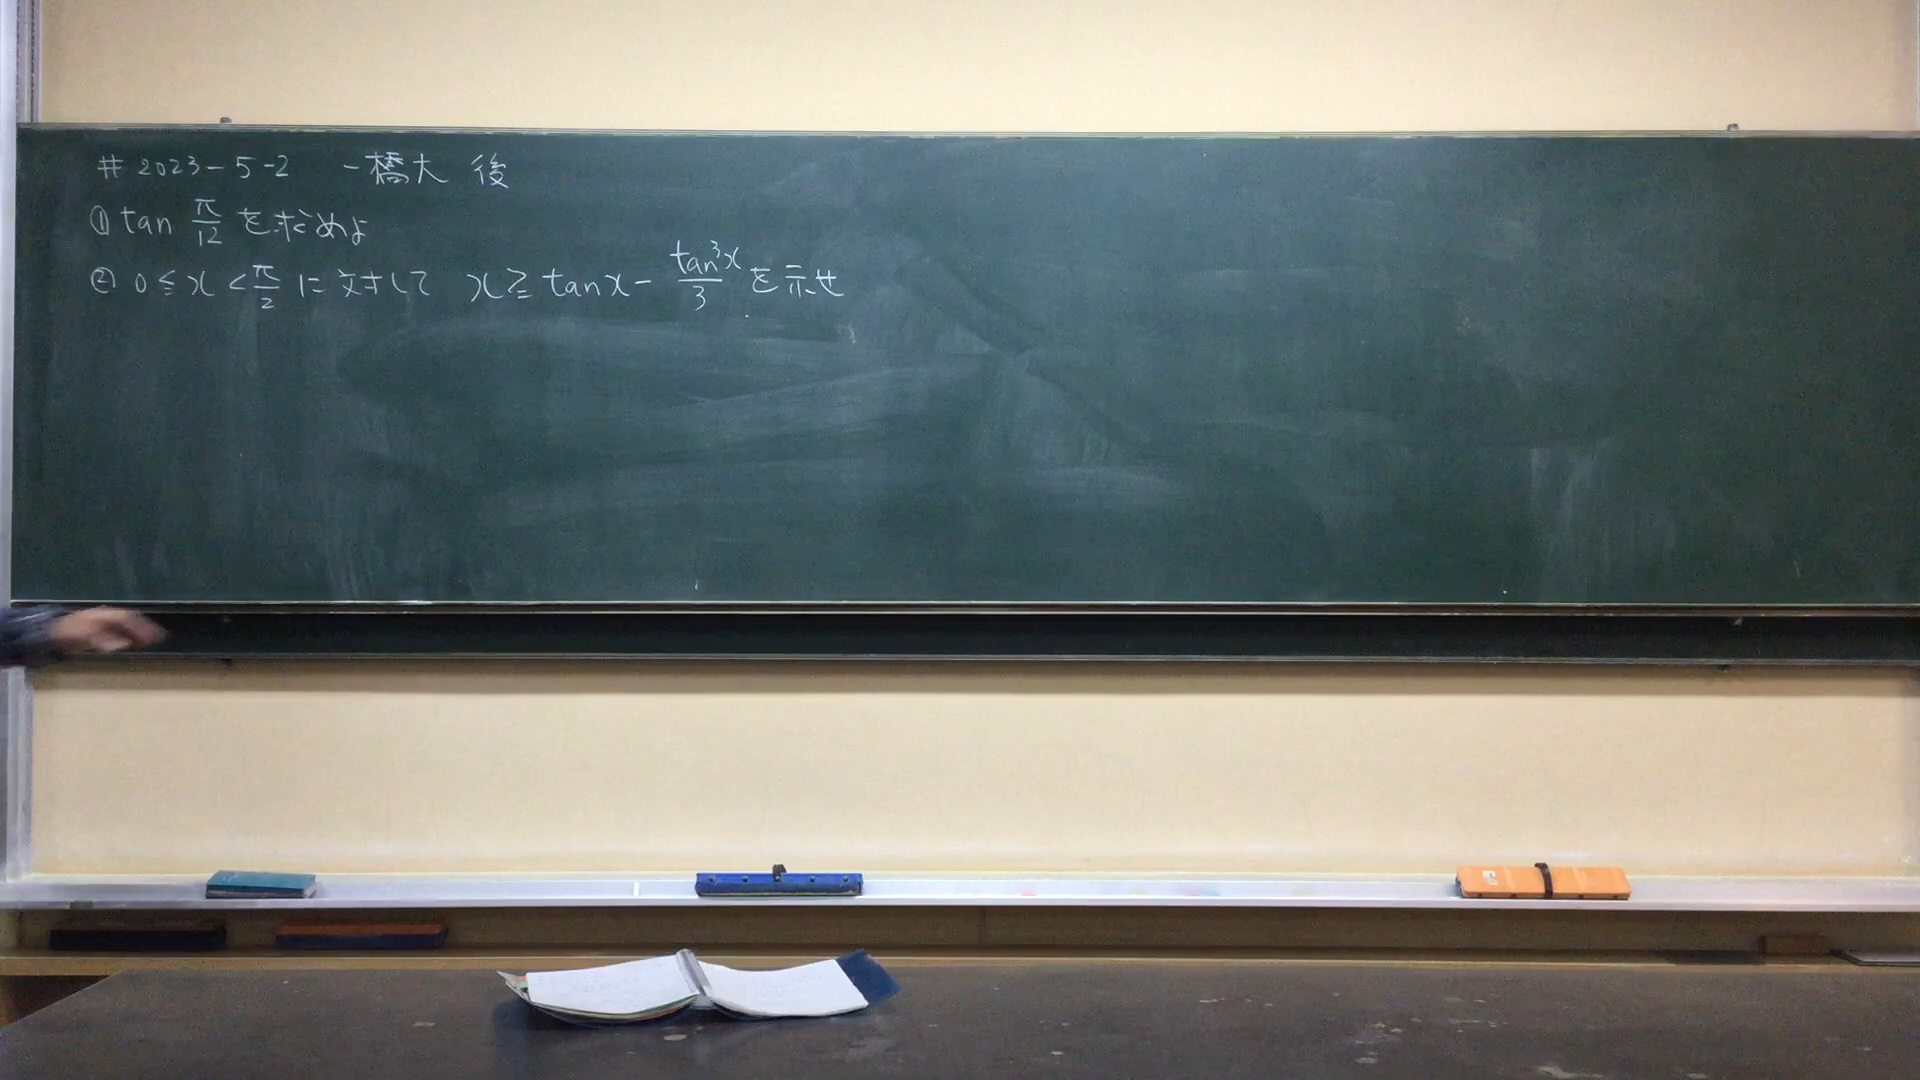 # 2023-5-2 一橋大 後
① tan π/12 を求めよ
② 0 ≦ x < π/2 に対して x ≧ tanx - tan³x/3 を示せ